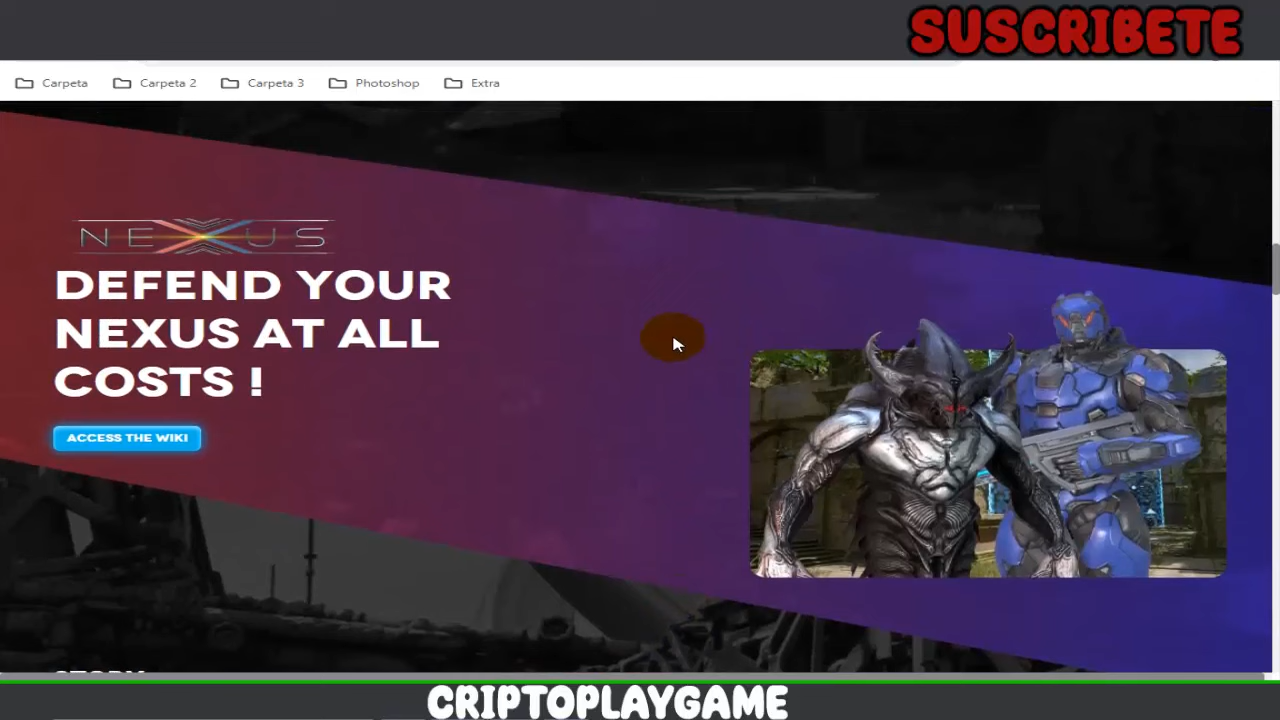 SUSCRIBETE
Carpeta Carpeta 2 Carpeta 3 Photoshop Extra
NEXUS
DEFEND YOUR
NEXUS AT ALL
COSTS !
ACCESS THE WIKI
STORY
CRIPTOPLAYGAME